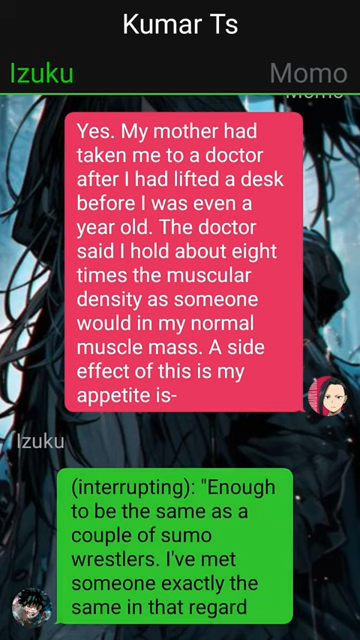 Kumar Ts
Izuku Momo
Momo
Yes. My mother had
taken me to a doctor
after I had lifted a desk
before I was even a
year old. The doctor
said I hold about eight
times the muscular
density as someone
would in my normal
muscle mass. A side
effect of this is my
appetite is-
Izuku
(interrupting): "Enough
to be the same as a
couple of sumo
wrestlers. I've met
someone exactly the
same in that regard